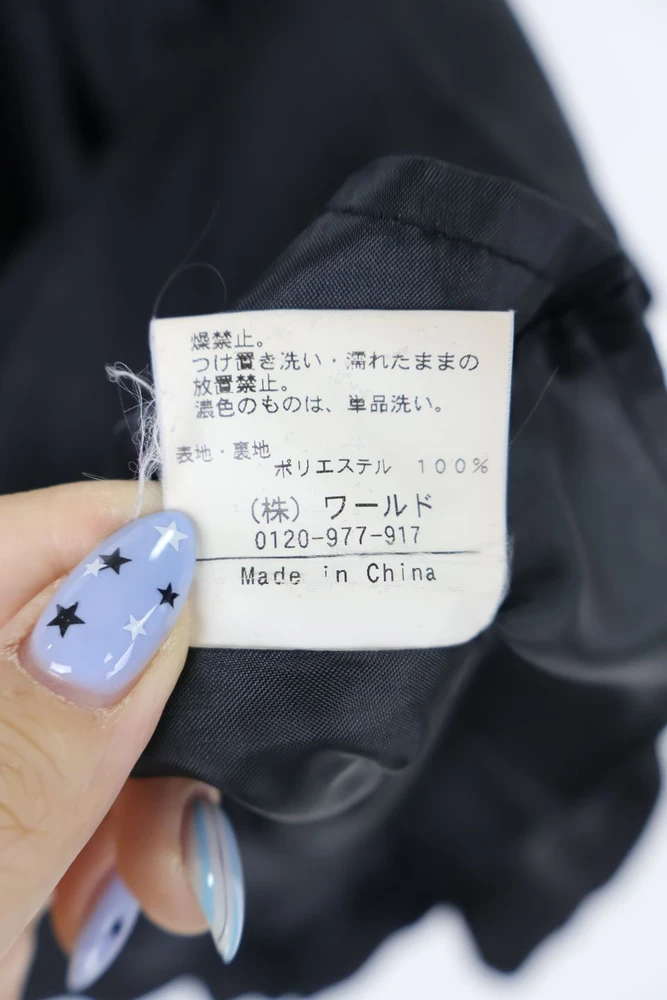 燥禁止。
つけ置き洗い・濡れたままの
放置禁止。
濃色のものは、単品洗い。
表地・裏地
ポリエステル 100%
(株) ワールド
0120-977-917
Made in China